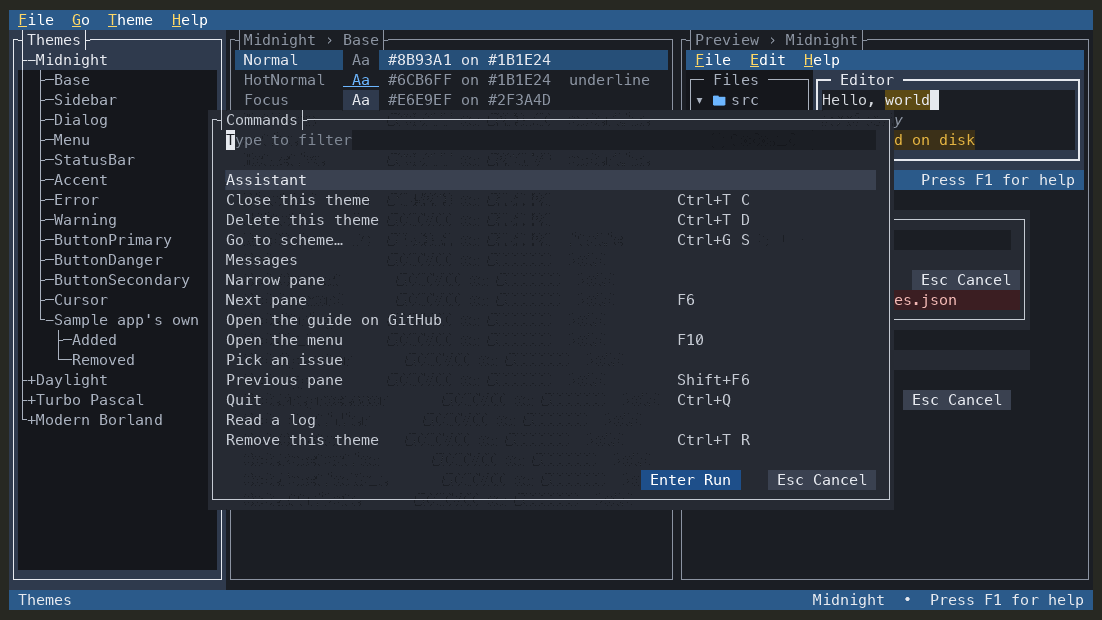 File Go Theme Help
Themes
Midnight
Base
Sidebar
Dialog
Menu
StatusBar
Accent
Error
Warning
ButtonPrimary
ButtonDanger
ButtonSecondary
Cursor
Sample app's own
Added
Removed
+Daylight
+Turbo Pascal
+Modern Borland
Midnight › Base
Normal Aa #8B93A1 on #1B1E24
HotNormal Aa #6CB6FF on #1B1E24 underline
Focus Aa #E6E9EF on #2F3A4D
Preview › Midnight
File Edit Help
Files
▾ src
Editor
Hello, world
y
d on disk
Press F1 for help
Esc Cancel
es.json
Esc Cancel
Commands
Type to filter
Assistant
Close this theme Ctrl+T C
Delete this theme Ctrl+T D
Go to scheme… Ctrl+G S
Messages
Narrow pane
Next pane F6
Open the guide on GitHub
Open the menu F10
Pick an issue
Previous pane Shift+F6
Quit Ctrl+Q
Read a log
Remove this theme Ctrl+T R
Enter Run Esc Cancel
Themes Midnight • Press F1 for help